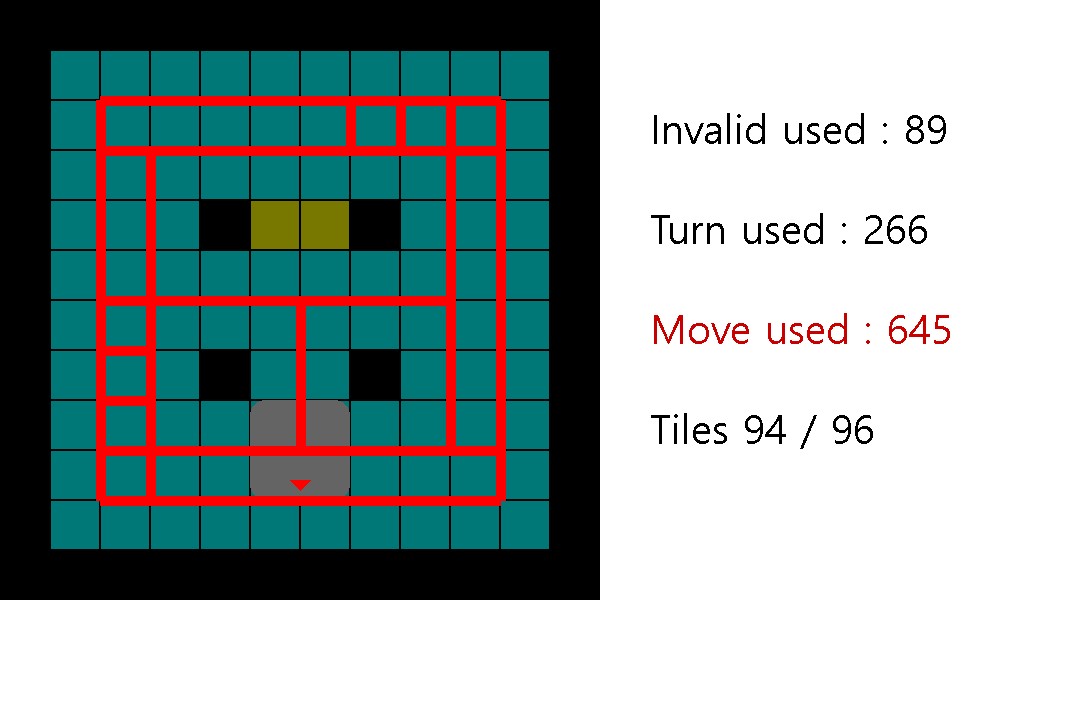 Invalid used : 89
Turn used : 266
Move used : 645
Tiles 94 / 96